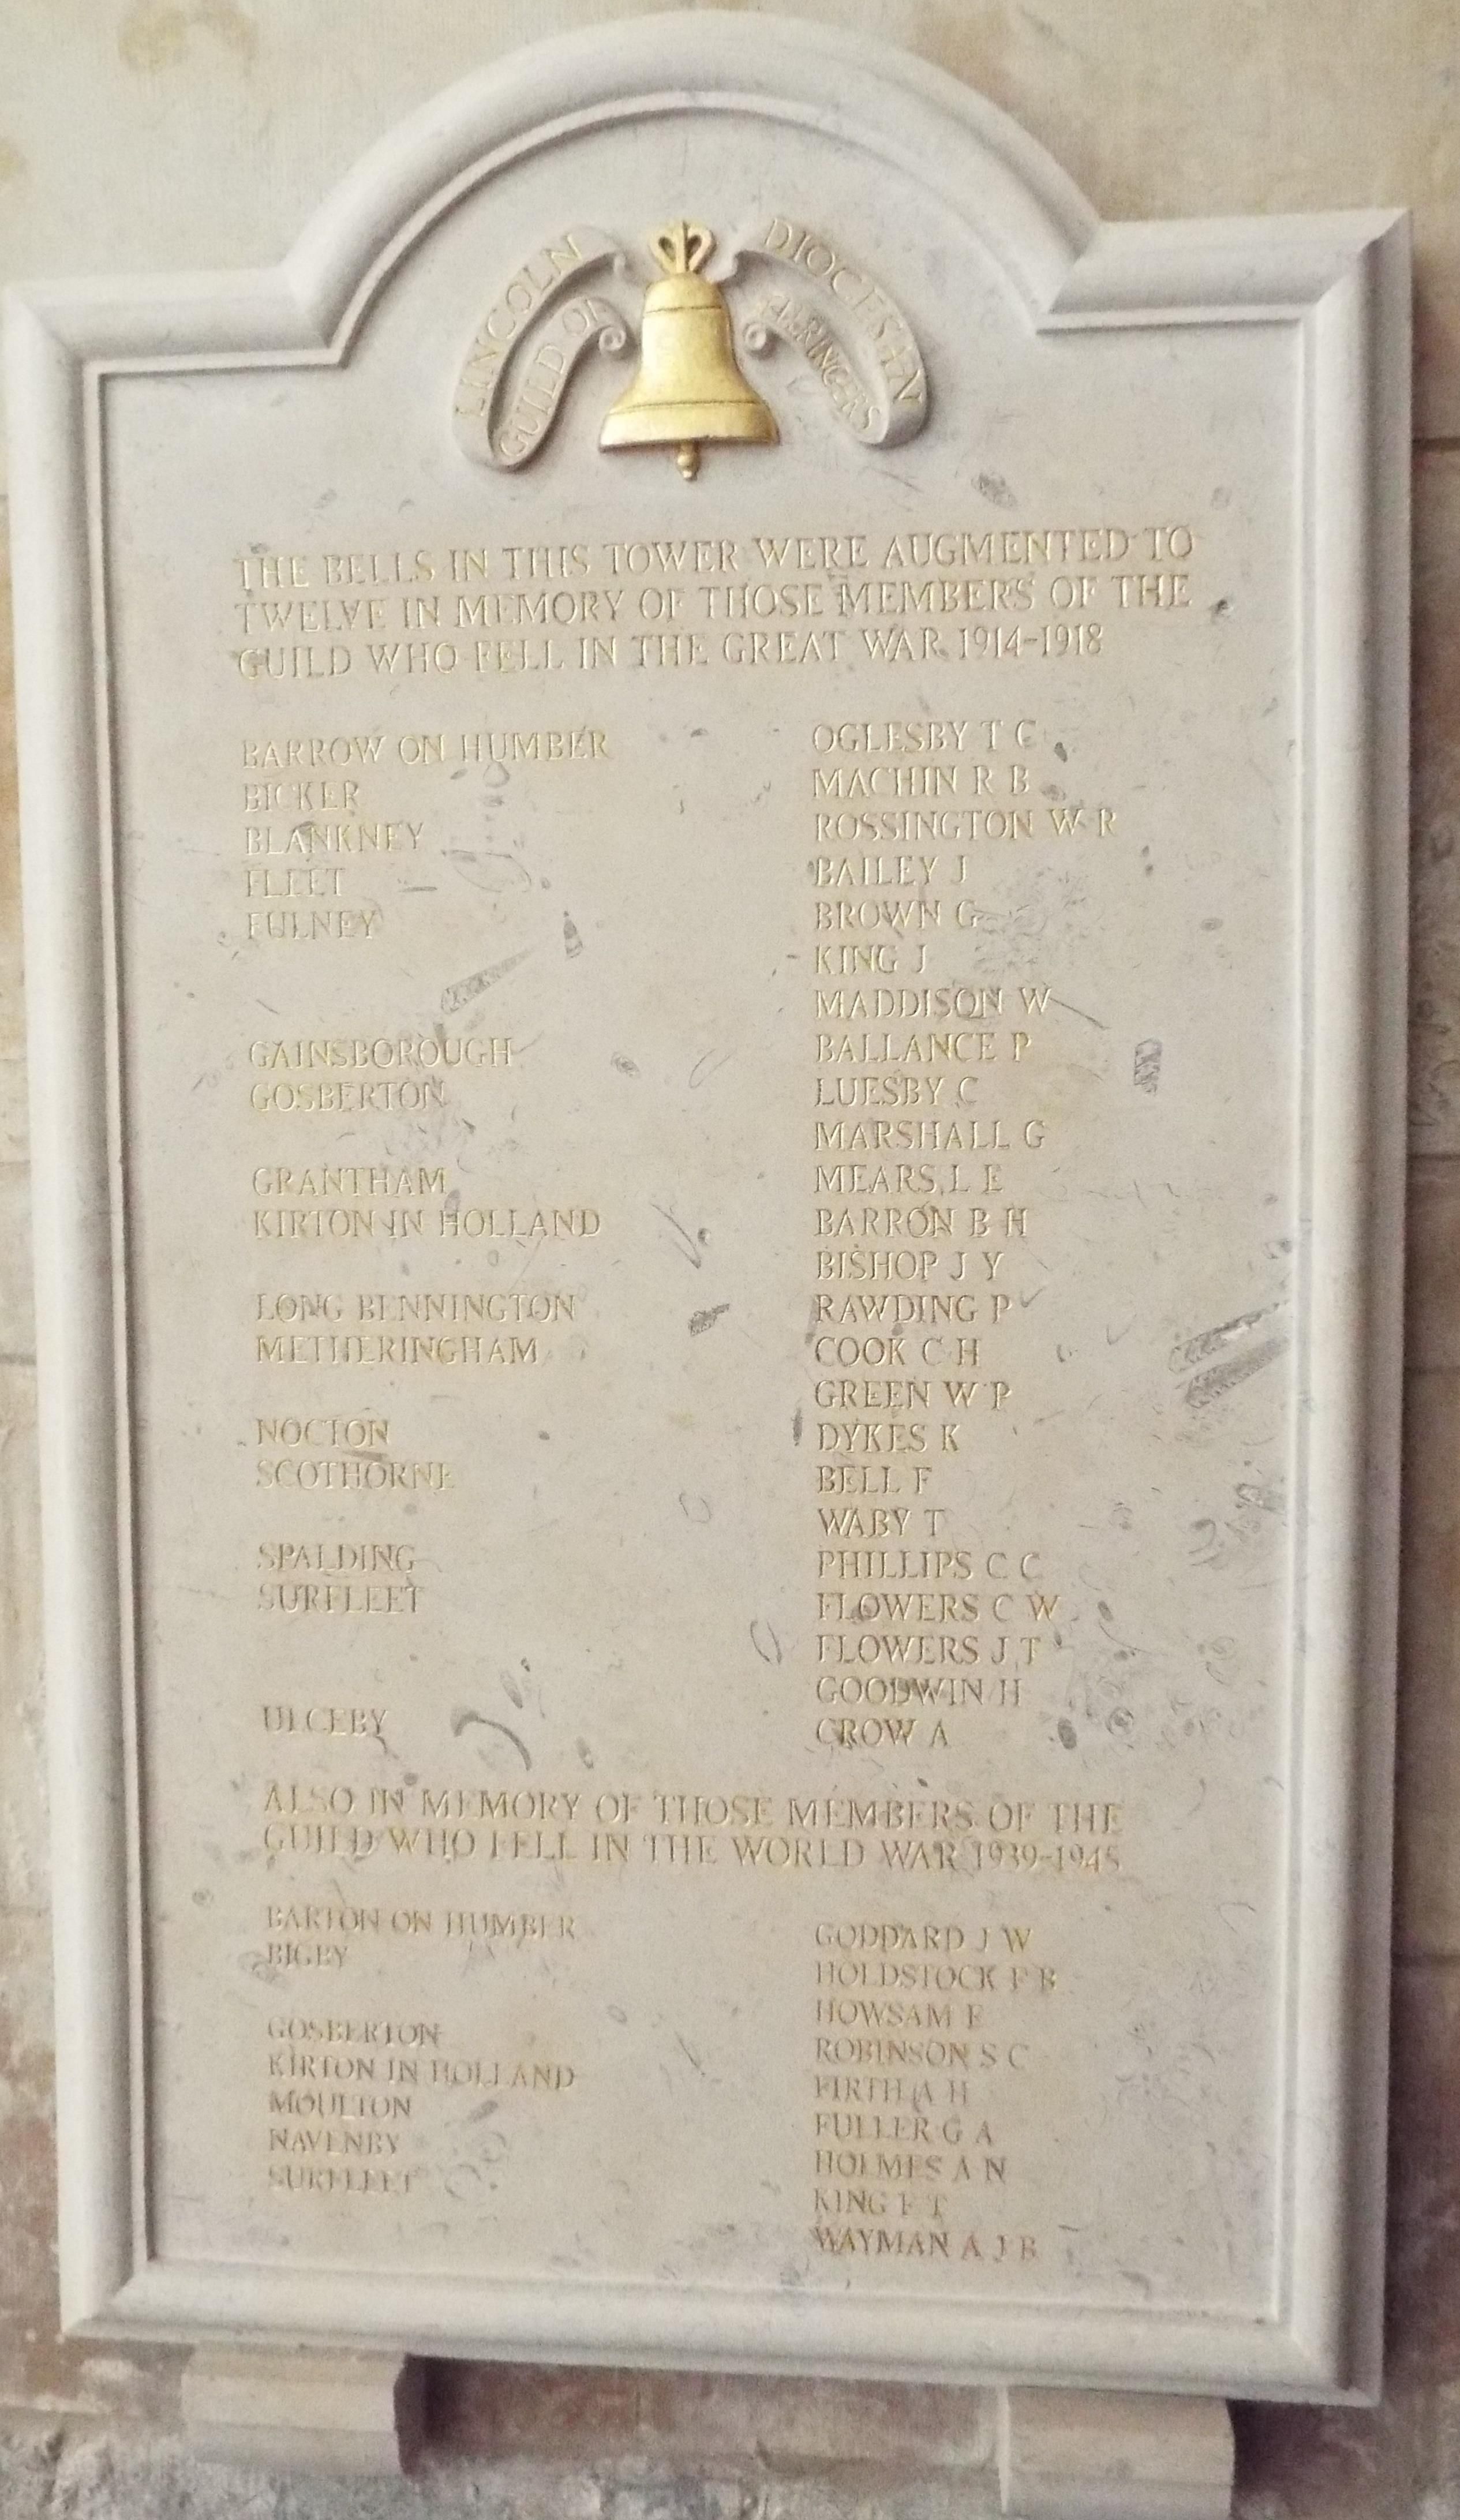 LINCOLN DIOCESAN
GUILD OF CH. RINGERS
THE BELLS IN THIS TOWER WERE AUGMENTED TO
TWELVE IN MEMORY OF THOSE MEMBERS OF THE
GUILD WHO FELL IN THE GREAT WAR 1914-1918
BARROW ON HUMBER OGLESBY T C
BICKER MACHIN R B
BLANKNEY ROSSINGTON W R
FLEET BAILEY J
FULNEY BROWN G
KING J
MADDISON W
GAINSBOROUGH BALLANCE P
GOSBERTON LUESBY C
MARSHALL G
GRANTHAM MEARS L E
KIRTON IN HOLLAND BARRON B H
BISHOP J Y
LONG BENNINGTON RAWDING P
METHERINGHAM COOK C H
GREEN W P
NOCTON DYKES K
SCOTHORNE BELL F
WABY T
SPALDING PHILLIPS C C
SURFLEET FLOWERS C W
FLOWERS J T
GOODWIN H
ULCEBY CROW A
ALSO IN MEMORY OF THOSE MEMBERS OF THE
GUILD WHO FELL IN THE WORLD WAR 1939-1945
BARTON ON HUMBER GODDARD J W
BIGBY HOLDSTOCK F B
HOWSAM F
GOSBERTON ROBINSON S C
KIRTON IN HOLLAND FIRTH A H
MOULTON FULLER G A
NAVENBY HOLMES A N
SURFLEET KING F T
WAYMAN A J B